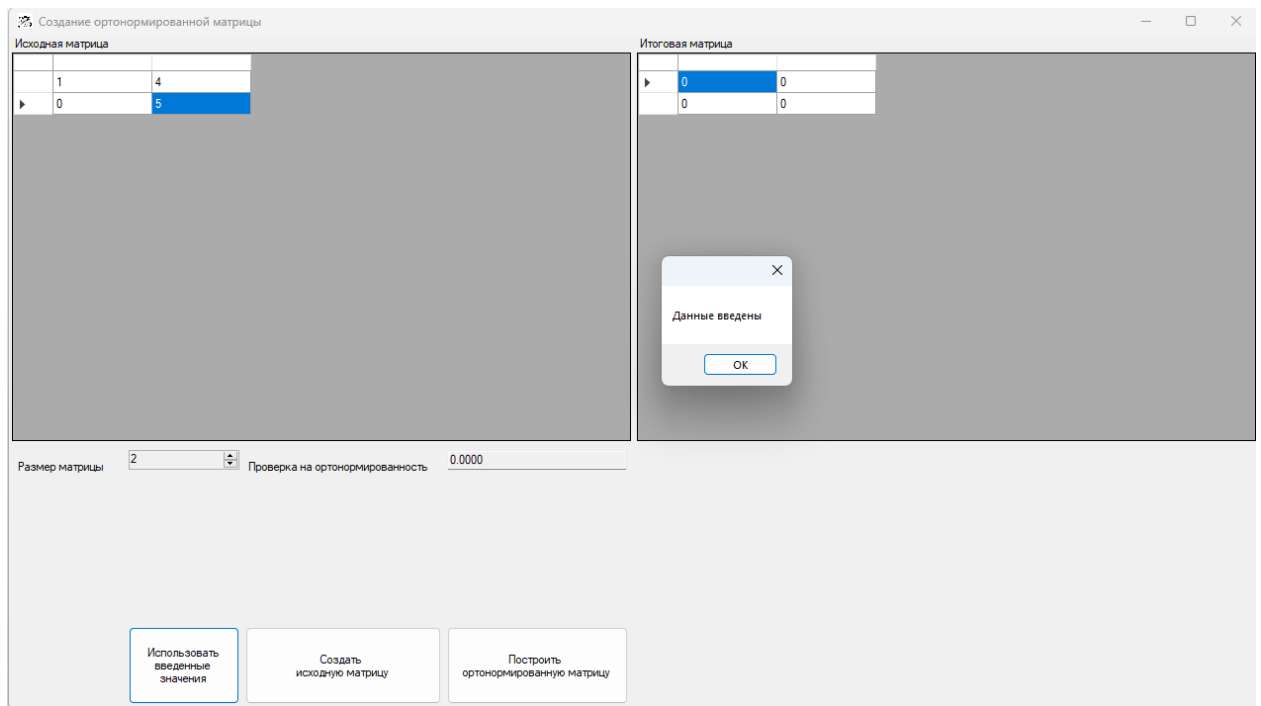 Создание ортонормированной матрицы
Исходная матрица
Итоговая матрица
1 4
0 5
0 0
0 0
Данные введены
OK
Размер матрицы 2 Проверка на ортонормированность 0.0000
Использовать
введенные
значения
Создать
исходную матрицу
Построить
ортонормированную матрицу